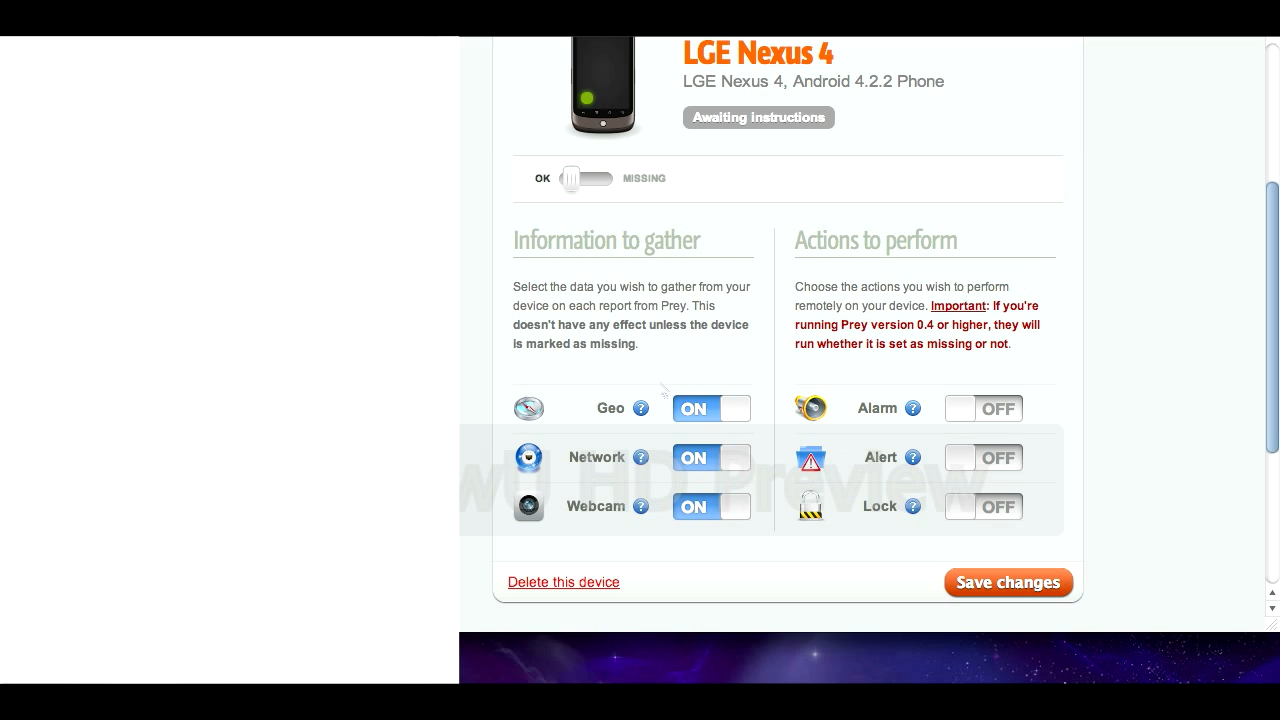 LGE Nexus 4
LGE Nexus 4, Android 4.2.2 Phone
Awaiting instructions
OK MISSING
Information to gather
Select the data you wish to gather from your
device on each report from Prey. This
doesn't have any effect unless the device
is marked as missing.
Geo ? ON
Network ? ON
Webcam ? ON
Actions to perform
Choose the actions you wish to perform
remotely on your device. Important: If you're
running Prey version 0.4 or higher, they will
run whether it is set as missing or not.
Alarm ? OFF
Alert ? OFF
Lock ? OFF
HD Preview
Delete this device
Save changes